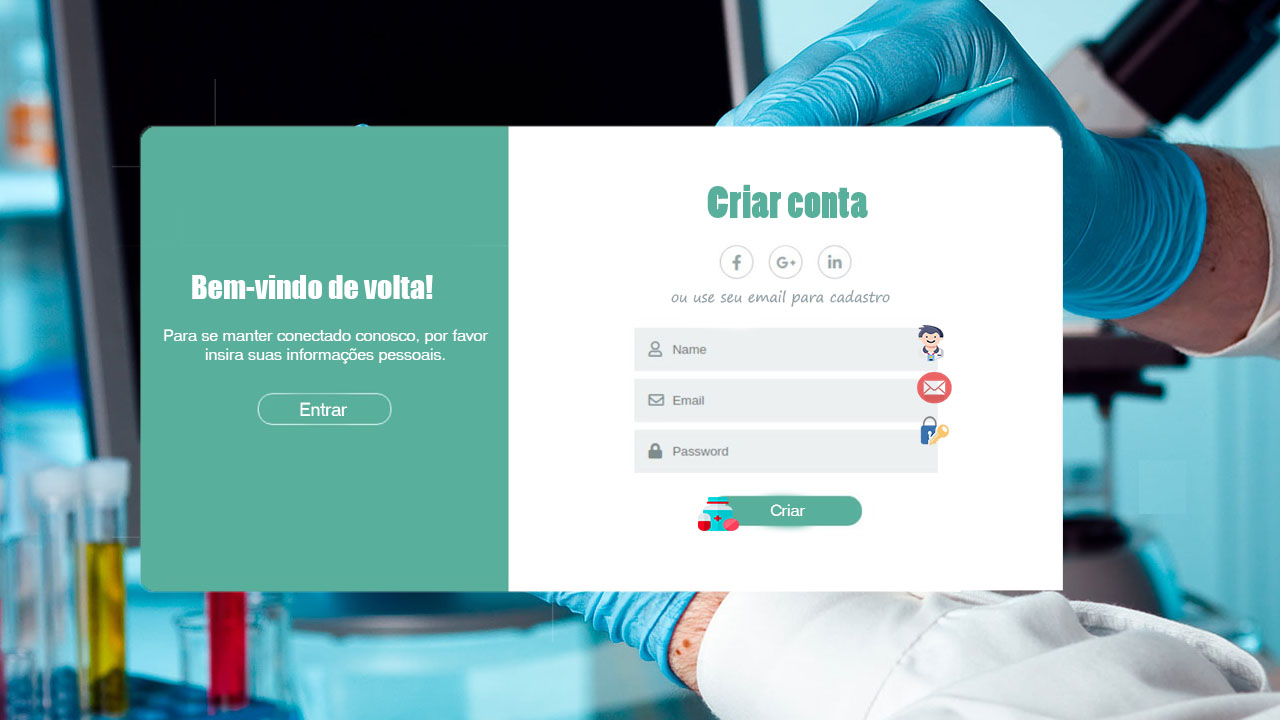 Bem-vindo de volta!
Para se manter conectado conosco, por favor
insira suas informações pessoais.
Entrar
Criar conta
f G+ in
ou use seu email para cadastro
Name
Email
Password
Criar